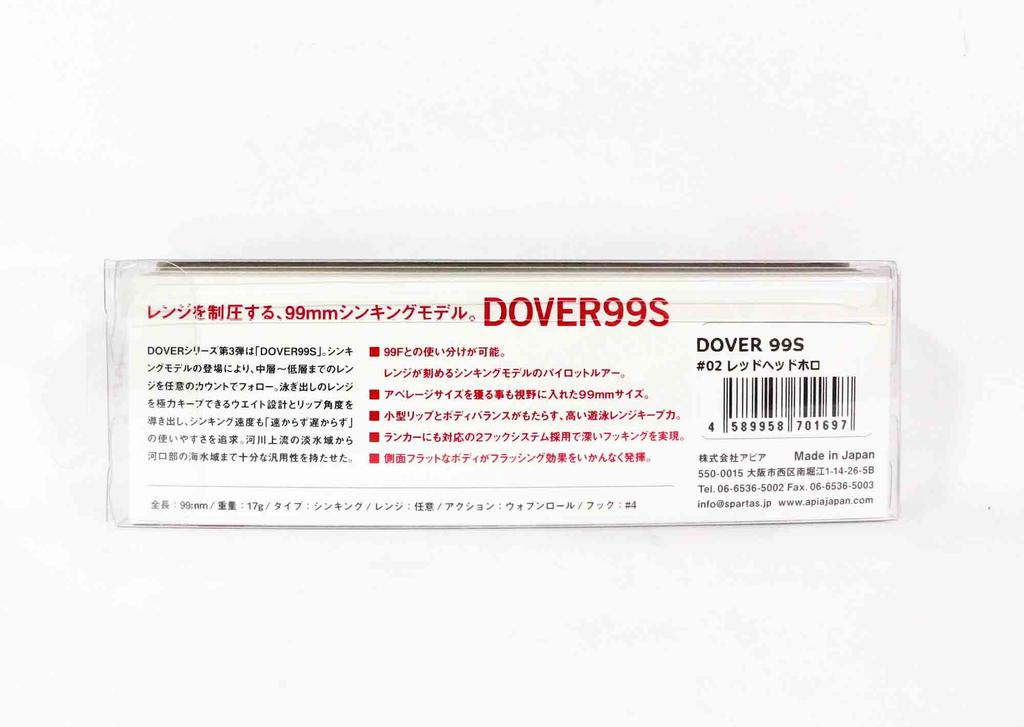 レンジを制圧する、99mmシンキングモデル。DOVER99S
DOVERシリーズ第3弾は「DOVER99S」。シンキ
ングモデルの登場により、中層～低層までのレン
ジを任意のカウントでフォロー。泳ぎ出しのレンジ
を極力キープできるウエイト設計とリップ角度を
導き出し、シンキング速度も「速からず遅からず」
の使いやすさを追求。河川上流の淡水域から
河口部の海水域まで十分な汎用性を持たせた。
■ 99Fとの使い分けが可能。
レンジが刻めるシンキングモデルのパイロットルアー。
■ アベレージサイズを獲る事も視野に入れた99mmサイズ。
■ 小型リップとボディバランスがもたらす、高い遊泳レンジキープ力。
■ ランカーにも対応の2フックシステム採用で深いフッキングを実現。
■ 側面フラットなボディがフラッシング効果をいかんなく発揮。
全長：99mm/重量：17g/タイプ：シンキング/レンジ：任意/アクション：ウォブンロール/フック：#4
DOVER 99S
#02 レッドヘッドホロ
4 589958 701697
株式会社アピア Made in Japan
550-0015 大阪市西区南堀江1-14-26-5B
Tel. 06-6536-5002 Fax. 06-6536-5003
info@spartas.jp www.apiajapan.com